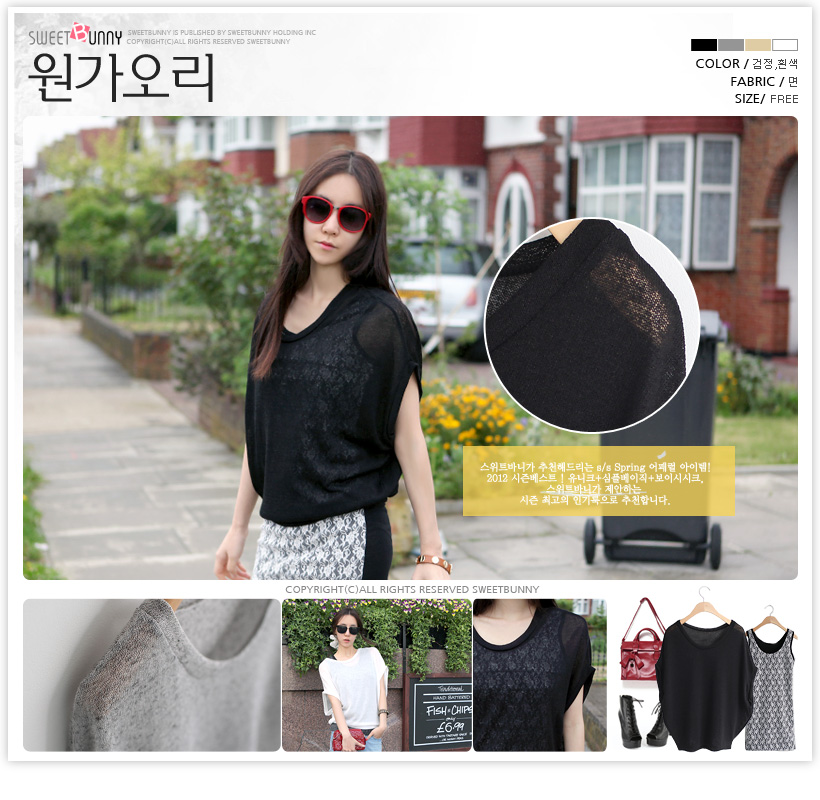 SWEETBUNNY
SWEETBUNNY IS PUBLISHED BY SWEETBUNNY HOLDING INC
COPYRIGHT(C)ALL RIGHTS RESERVED SWEETBUNNY
원가오리
COLOR / 검정,흰색
FABRIC / 면
SIZE/ FREE
스위트바니가 추천해드리는 s/s Spring 어패럴 아이템!
2012 시즌베스트 ! 유니크+심플베이직+보이시시크,
스위트바니가 제안하는
시즌 최고의 인기룩으로 추천합니다.
COPYRIGHT(C)ALL RIGHTS RESERVED SWEETBUNNY
Traditional
HAND BATTERED
FISH & CHIPS
only
£6.99